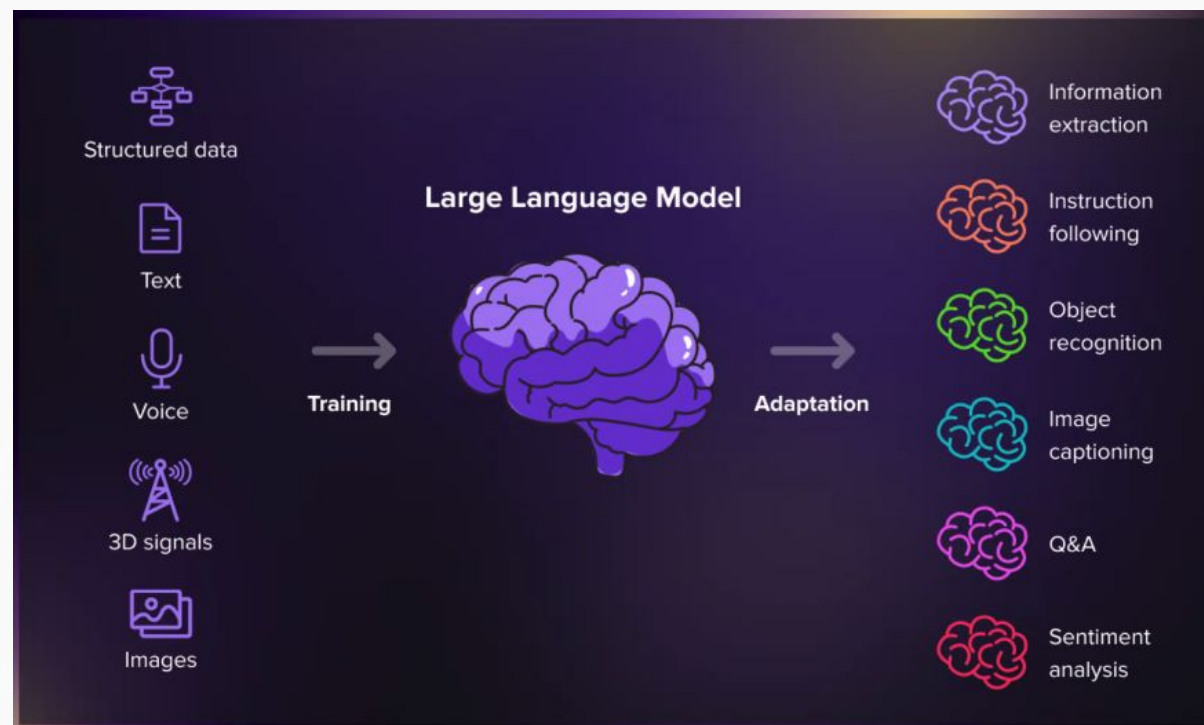 Structured data
Text
Voice
3D signals
Images
Training
Large Language Model
Adaptation
Information
extraction
Instruction
following
Object
recognition
Image
captioning
Q&A
Sentiment
analysis